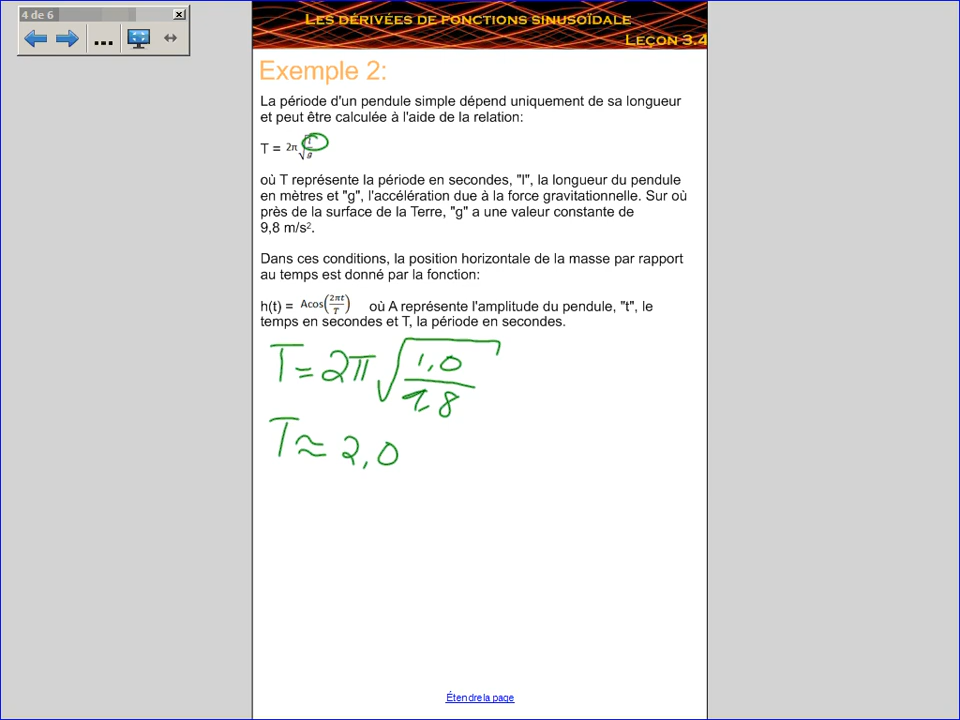 4 de 6
LES DÉRIVÉES DE FONCTIONS SINUSOÏDALE
LEÇON 3.4
Exemple 2:
La période d'un pendule simple dépend uniquement de sa longueur
et peut être calculée à l'aide de la relation:
T = 2π√(l/g)
où T représente la période en secondes, "l", la longueur du pendule
en mètres et "g", l'accélération due à la force gravitationnelle. Sur où
près de la surface de la Terre, "g" a une valeur constante de
9,8 m/s².
Dans ces conditions, la position horizontale de la masse par rapport
au temps est donné par la fonction:
h(t) = Acos(2πt/T) où A représente l'amplitude du pendule, "t", le
temps en secondes et T, la période en secondes.
T = 2π√(1,0/9,8)
T ≈ 2,0
Étendre la page